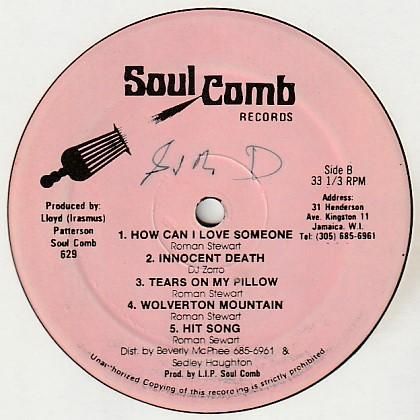 Soul Comb
RECORDS
Side B
33 1/3 RPM
Produced by:
Lloyd (Irasmus)
Patterson
Soul Comb
629
Address:
31 Henderson
Ave. Kingston 11
Jamaica. W.I.
Tel: (305) 685-6961
1. HOW CAN I LOVE SOMEONE
Roman Stewart
2. INNOCENT DEATH
DJ Zorro
3. TEARS ON MY PILLOW
Roman Stewart
4. WOLVERTON MOUNTAIN
Roman Stewart
5. HIT SONG
Roman Sewart
Dist. by Beverly McPhee 685-6961 &
Sedley Haughton
Prod. by L.I.P. Soul Comb
Unauthorized Copying of this recording is strictly prohibited